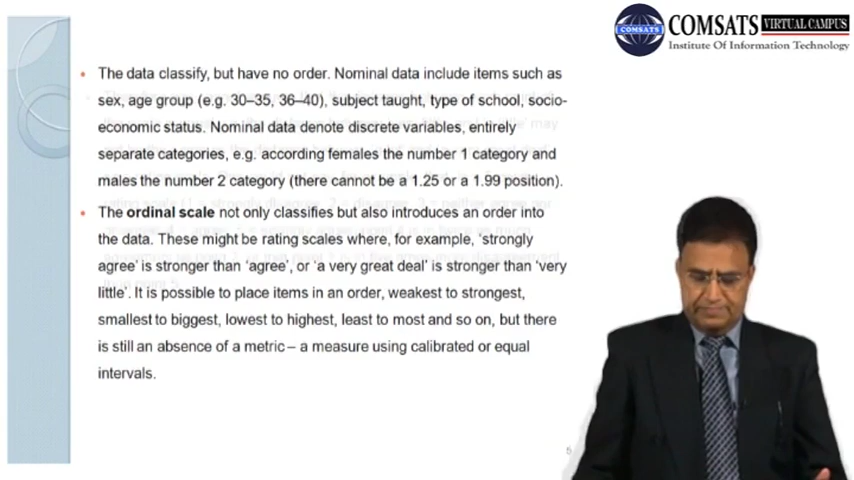 COMSATS VIRTUAL CAMPUS
[COMSATS]
Institute Of Information Technology
• The data classify, but have no order. Nominal data include items such as
sex, age group (e.g. 30–35, 36–40), subject taught, type of school, socio-
economic status. Nominal data denote discrete variables, entirely
separate categories, e.g. according females the number 1 category and
males the number 2 category (there cannot be a 1.25 or a 1.99 position).
• The ordinal scale not only classifies but also introduces an order into
the data. These might be rating scales where, for example, ‘strongly
agree’ is stronger than ‘agree’, or ‘a very great deal’ is stronger than ‘very
little’. It is possible to place items in an order, weakest to strongest,
smallest to biggest, lowest to highest, least to most and so on, but there
is still an absence of a metric – a measure using calibrated or equal
intervals.
5